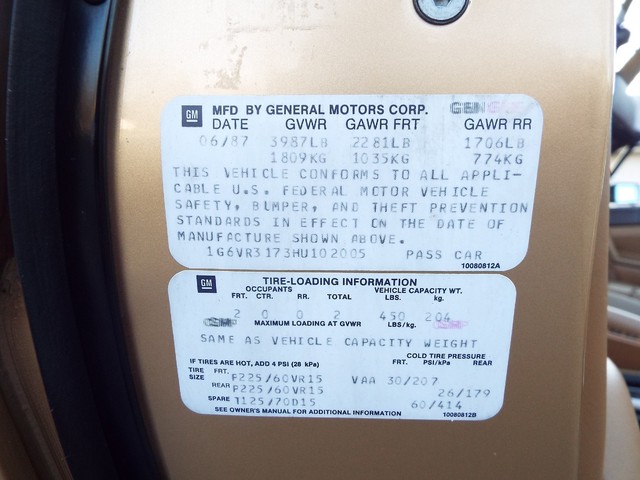 GM MFD BY GENERAL MOTORS CORP.
DATE GVWR GAWR FRT GAWR RR
06/87 3987LB 2281LB 1706LB
1809KG 1035KG 774KG
THIS VEHICLE CONFORMS TO ALL APPLI-
CABLE U.S. FEDERAL MOTOR VEHICLE
SAFETY, BUMPER, AND THEFT PREVENTION
STANDARDS IN EFFECT ON THE DATE OF
MANUFACTURE SHOWN ABOVE.
1G6VR3173HU102005 PASS CAR
10080812A
GM TIRE-LOADING INFORMATION
OCCUPANTS VEHICLE CAPACITY WT.
FRT. CTR. RR. TOTAL LBS. kg.
2 0 0 2 450 204
MAXIMUM LOADING AT GVWR LBS/kg.
SAME AS VEHICLE CAPACITY WEIGHT
IF TIRES ARE HOT, ADD 4 PSI (28 kPa) COLD TIRE PRESSURE
TIRE SIZE FRT. FRT. PSI/kPa REAR
P225/60VR15 VAA 30/207
REAR P225/60VR15 26/179
SPARE T125/70D15 60/414
SEE OWNER'S MANUAL FOR ADDITIONAL INFORMATION 10080812B